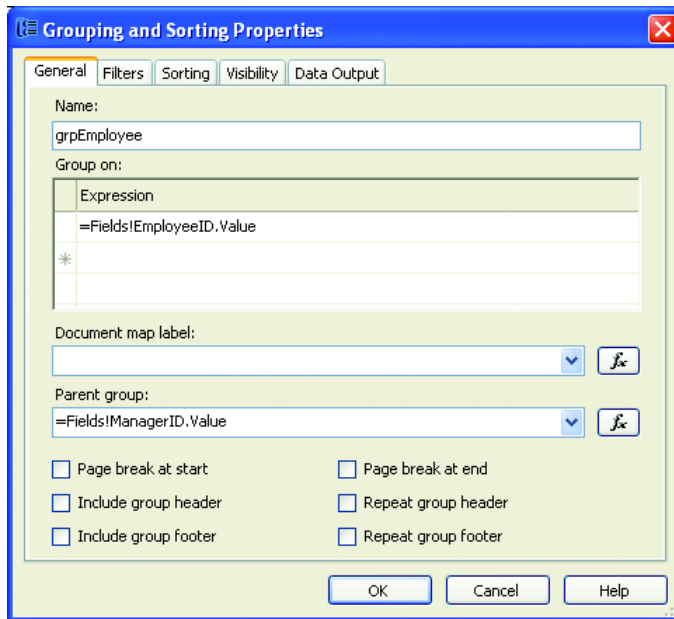 Grouping and Sorting Properties
General Filters Sorting Visibility Data Output
Name:
grpEmployee
Group on:
Expression
=Fields!EmployeeID.Value
Document map label:
fx
Parent group:
=Fields!ManagerID.Value
fx
Page break at start Page break at end
Include group header Repeat group header
Include group footer Repeat group footer
OK Cancel Help